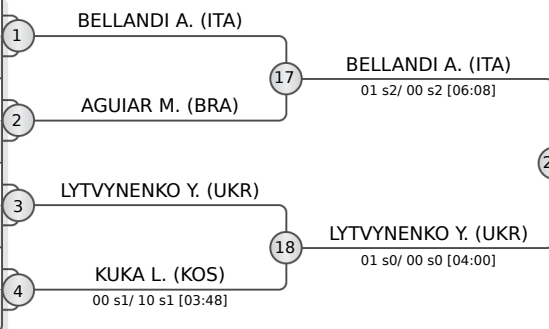 BELLANDI A. (ITA)
1
17
BELLANDI A. (ITA)
01 s2/ 00 s2 [06:08]
AGUIAR M. (BRA)
2
LYTVYNENKO Y. (UKR)
3
18
LYTVYNENKO Y. (UKR)
01 s0/ 00 s0 [04:00]
KUKA L. (KOS)
4
00 s1/ 10 s1 [03:48]